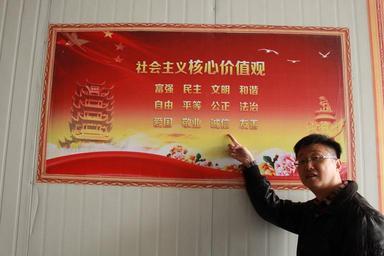 社会主义核心价值观
富强 民主 文明 和谐
自由 平等 公正 法治
爱国 敬业 诚信 友善